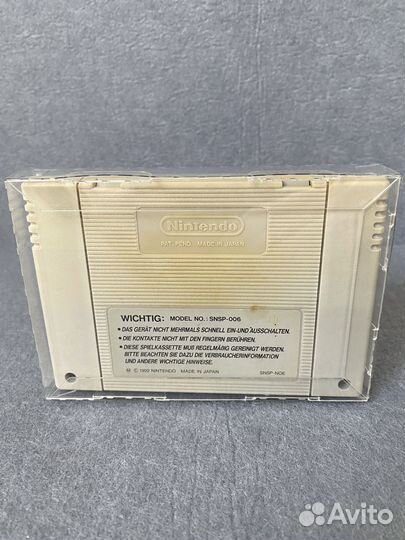 Nintendo
PAT. PEND. MADE IN JAPAN
WICHTIG: MODEL NO.: SNSP-006
• DAS GERÄT NICHT MEHRMALS SCHNELL EIN-UND AUSSCHALTEN.
• DIE KONTAKTE NICHT MIT DEN FINGERN BERÜHREN.
• DIESE SPIELKASSETTE MUß REGELMÄßIG GEREINIGT WERDEN.
BITTE BEACHTEN SIE DAZU DIE VERBRAUCHERINFORMATION
UND ANDERE WICHTIGE HINWEISE.
Ⓜ © 1992 NINTENDO MADE IN JAPAN SNSP-NOE
Avito